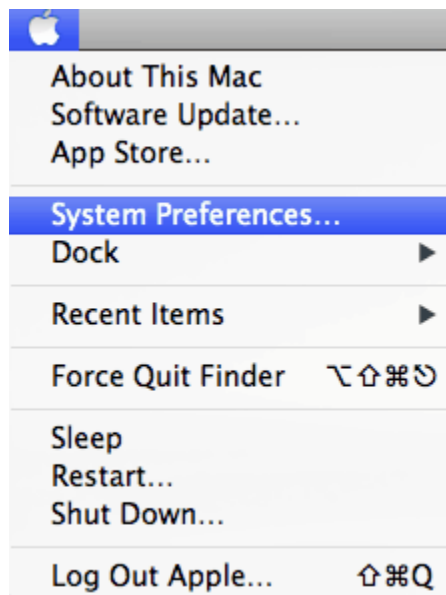 About This Mac
Software Update...
App Store...
System Preferences...
Dock ▶
Recent Items ▶
Force Quit Finder ⌥⇧⌘⎋
Sleep
Restart...
Shut Down...
Log Out Apple... ⇧⌘Q